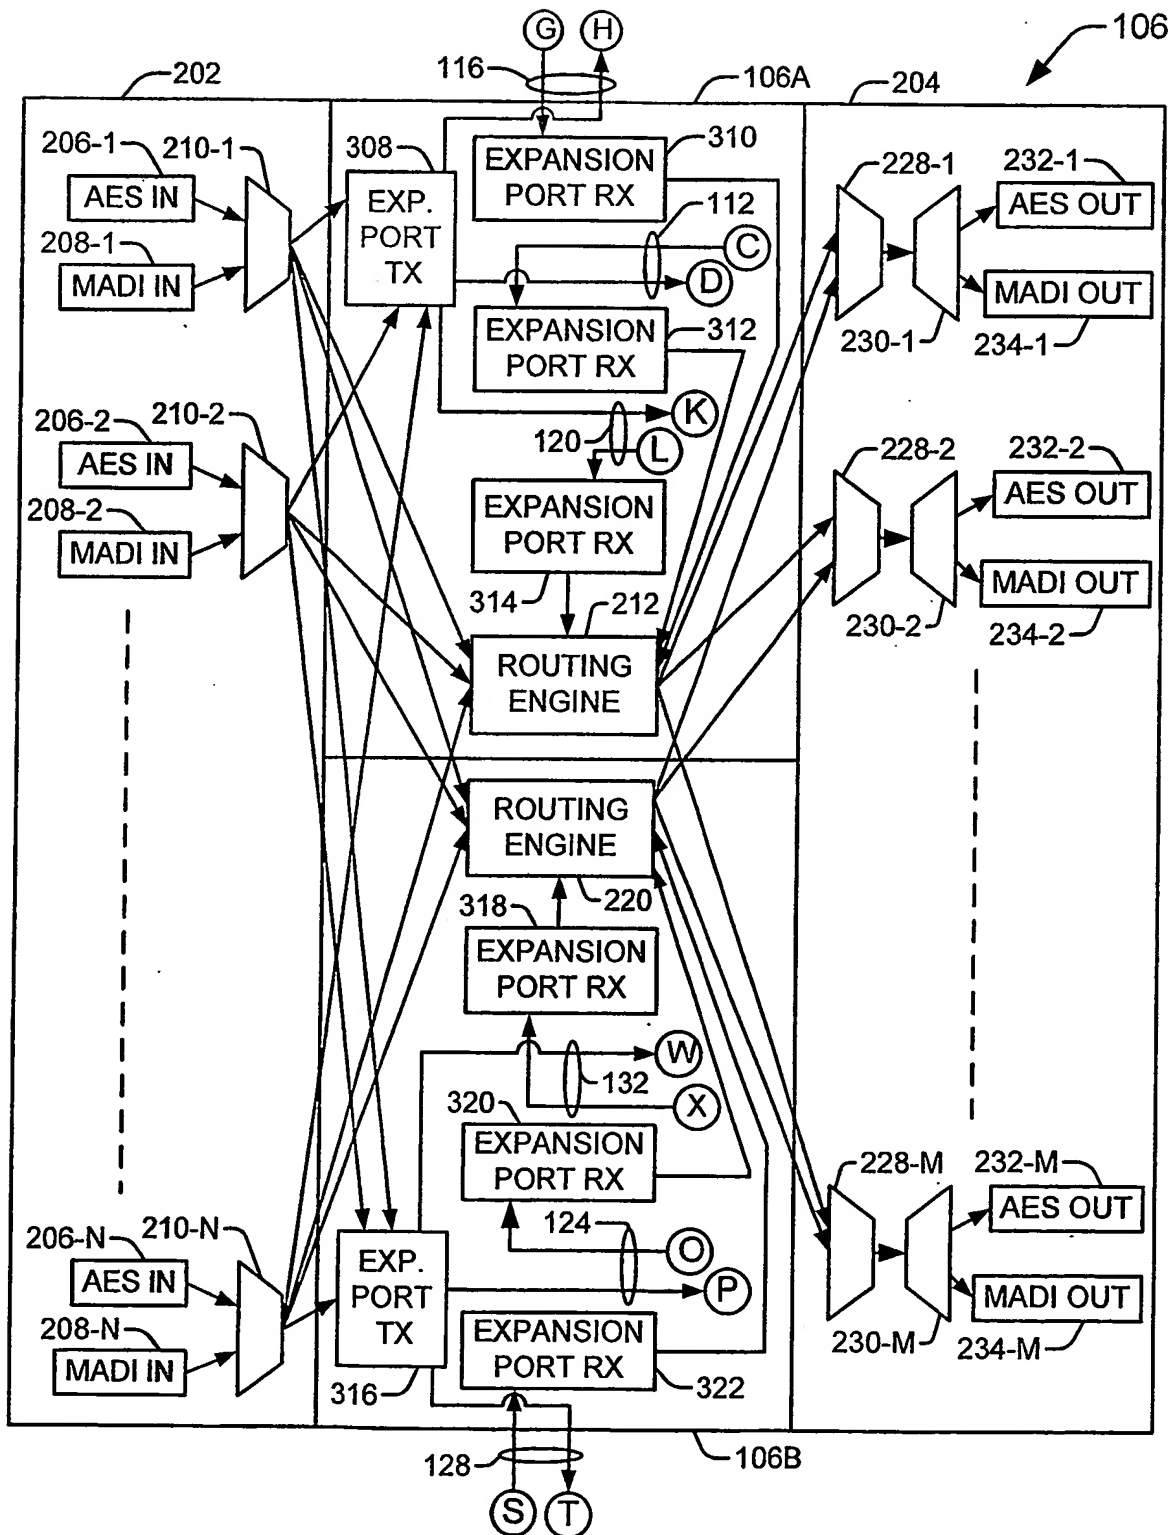 G H
106
116
202
106A
204
206-1
210-1
AES IN
208-1
MADI IN
308
EXP.
PORT
TX
EXPANSION
PORT RX
310
112
C
D
EXPANSION
PORT RX
312
K
120
L
EXPANSION
PORT RX
314
212
ROUTING
ENGINE
228-1
232-1
AES OUT
MADI OUT
230-1
234-1
206-2
210-2
AES IN
208-2
MADI IN
228-2
232-2
AES OUT
MADI OUT
230-2
234-2
ROUTING
ENGINE
220
318
EXPANSION
PORT RX
W
132
X
320
EXPANSION
PORT RX
124
O
P
EXP.
PORT
TX
316
EXPANSION
PORT RX
322
206-N
210-N
AES IN
208-N
MADI IN
228-M
232-M
AES OUT
MADI OUT
230-M
234-M
128
106B
S T